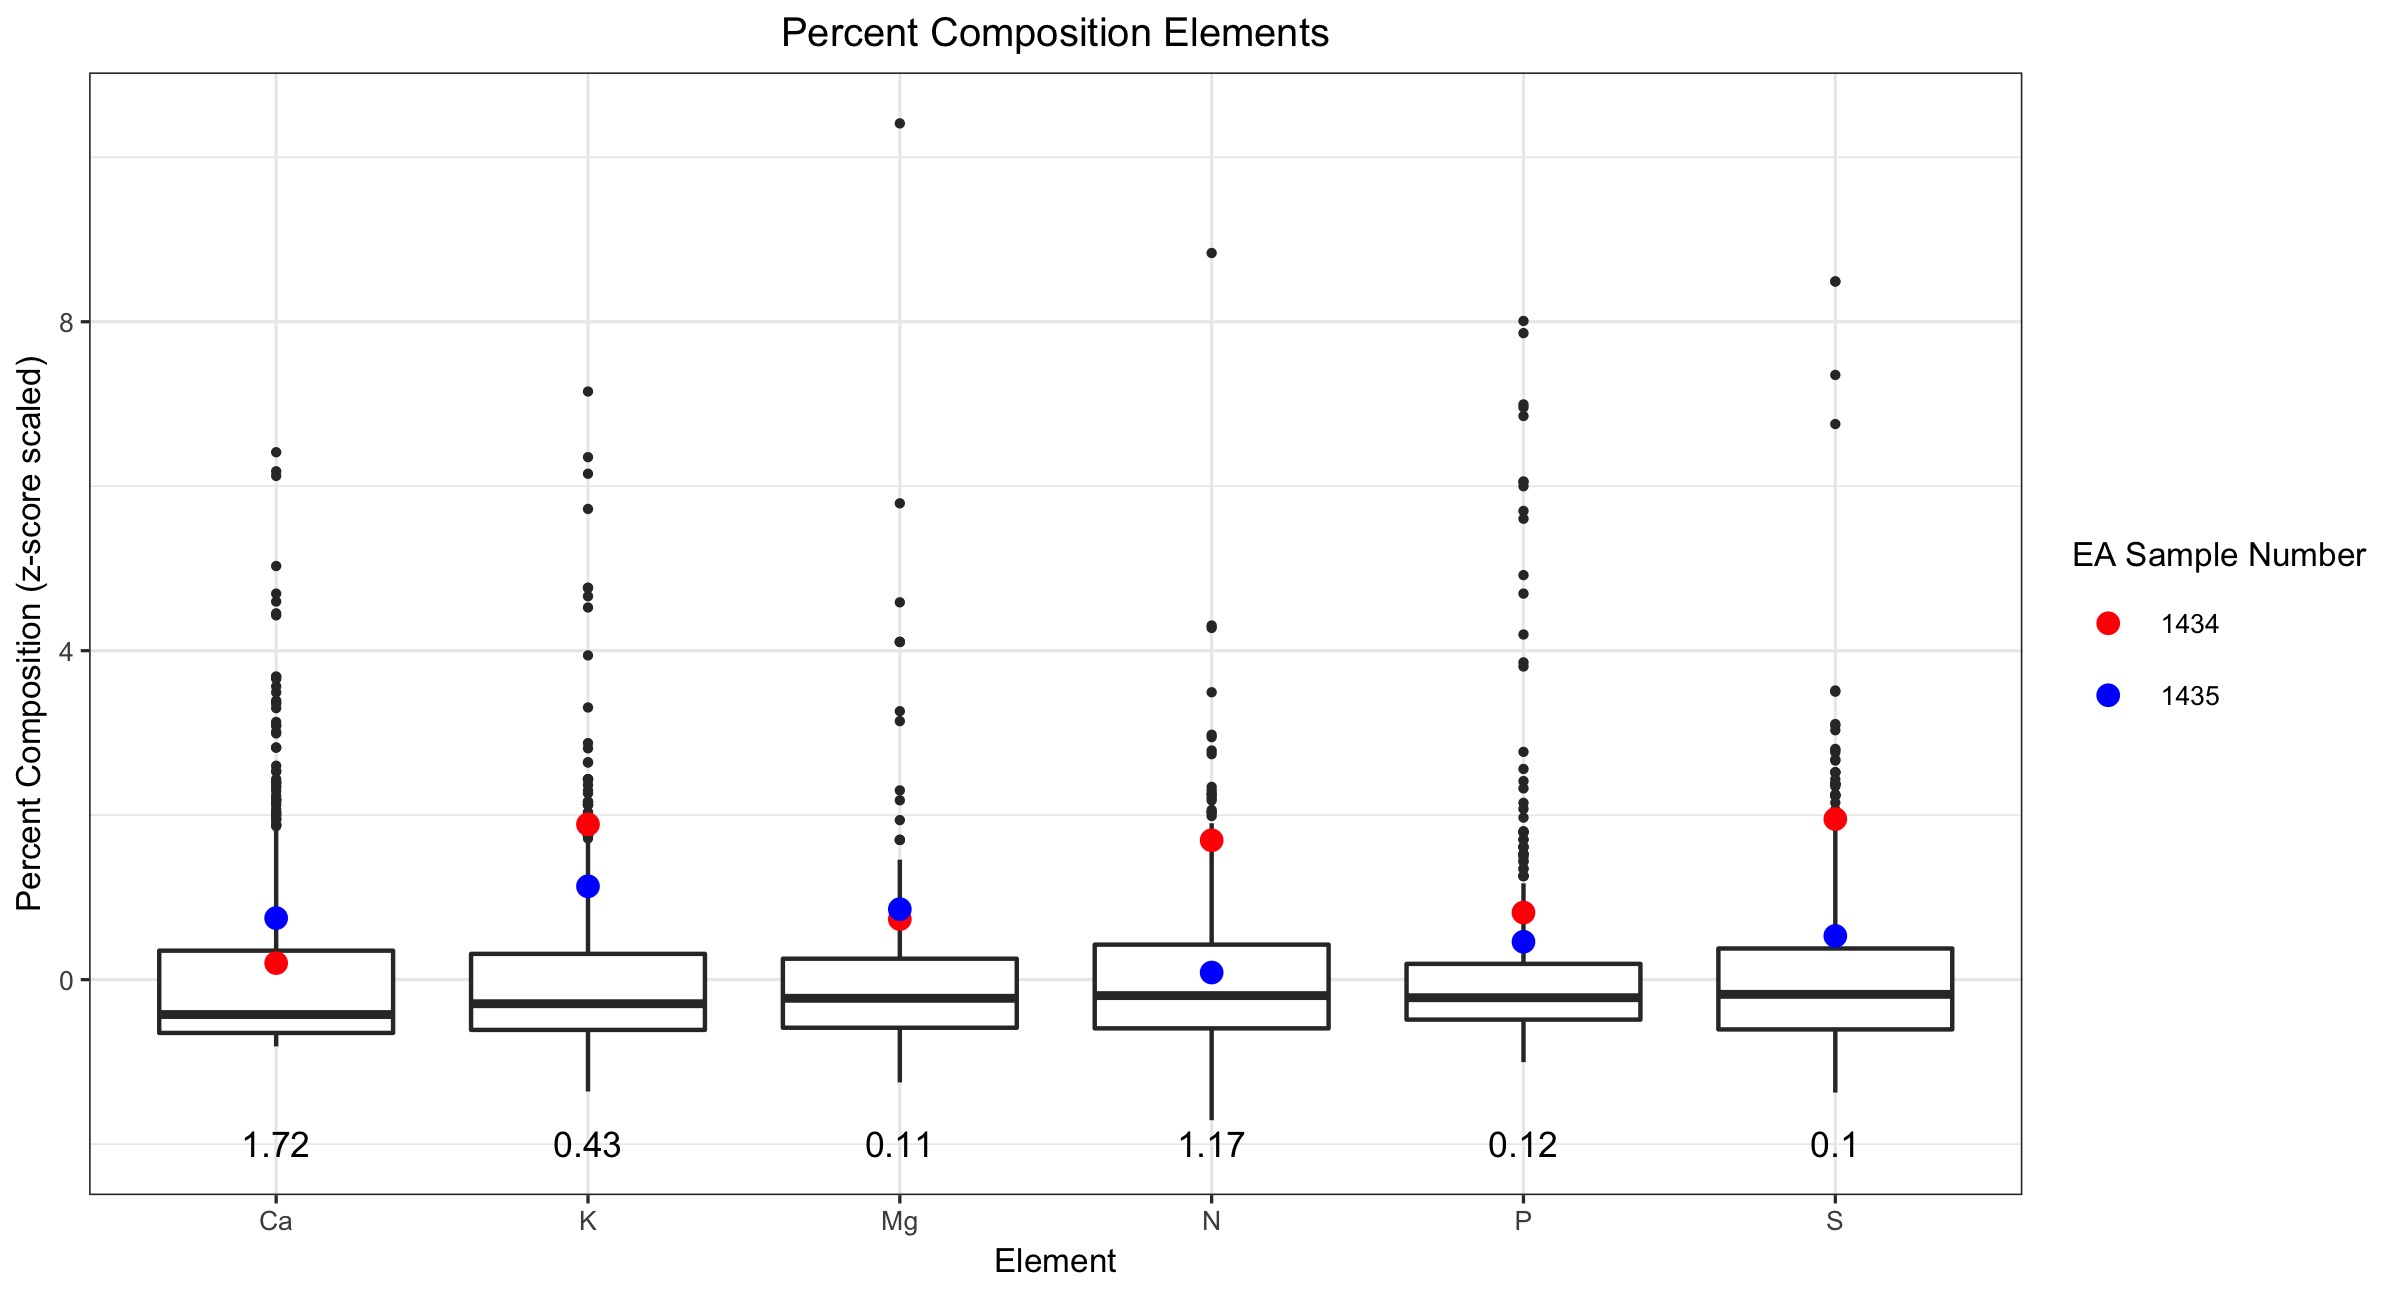 Percent Composition Elements
Percent Composition (z-score scaled)
8
4
0
1.72 0.43 0.11 1.17 0.12 0.1
Ca K Mg N P S
Element
EA Sample Number
1434
1435